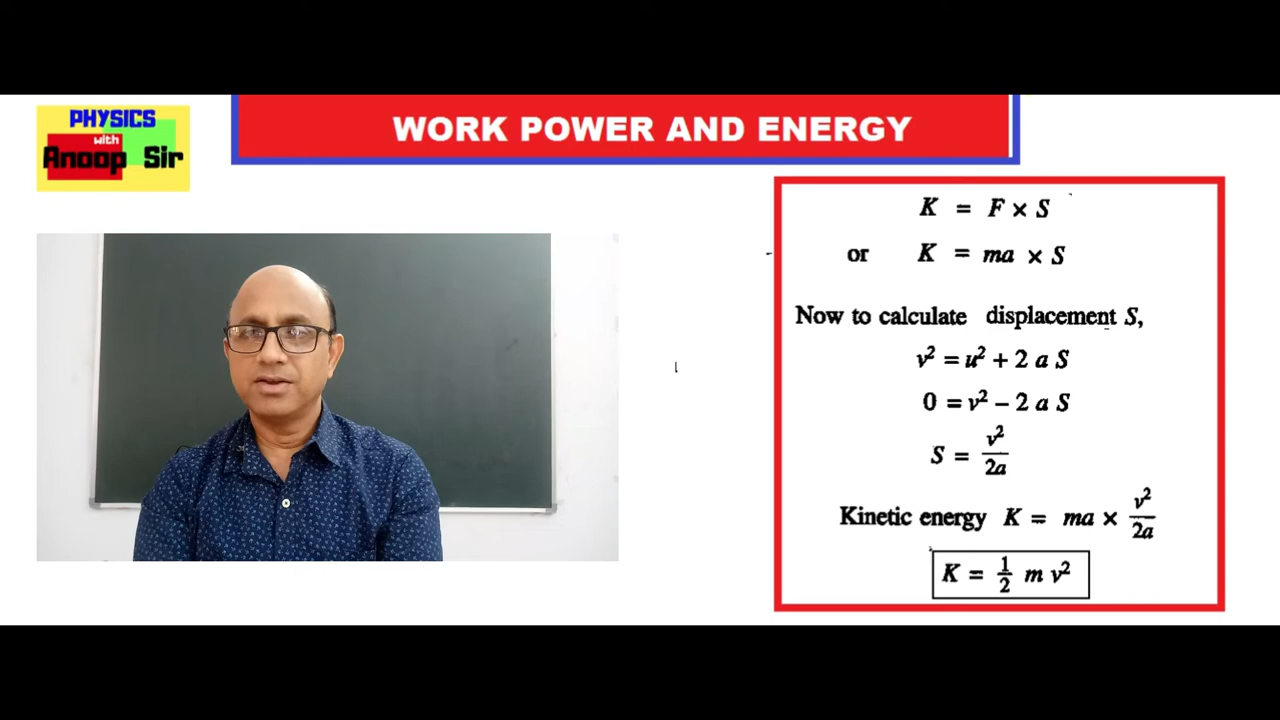 PHYSICS
with
Anoop Sir
WORK POWER AND ENERGY
K = F × S
or K = ma × S
Now to calculate displacement S,
v² = u² + 2 a S
0 = v² – 2 a S
S = v²/2a
Kinetic energy K = ma × v²/2a
K = 1/2 m v²